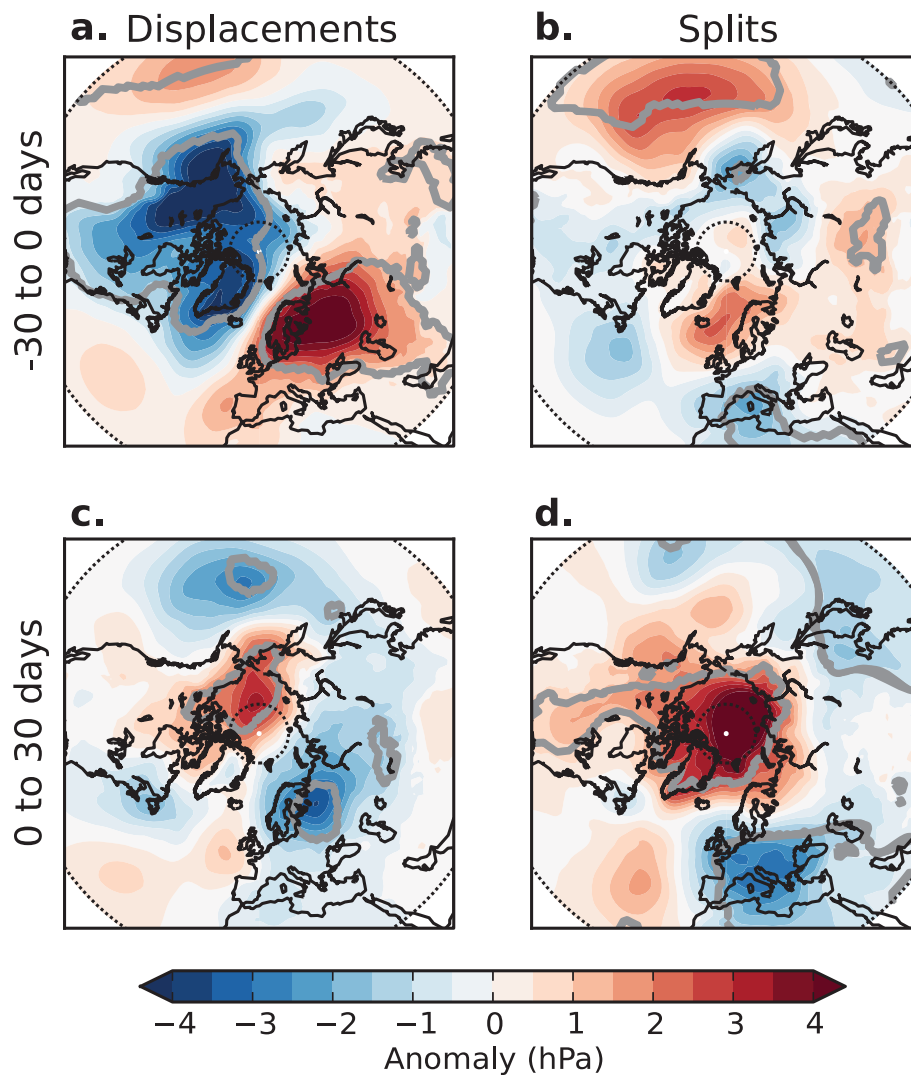 a. Displacements
b. Splits
-30 to 0 days
c.
d.
0 to 30 days
−4 −3 −2 −1 0 1 2 3 4
Anomaly (hPa)